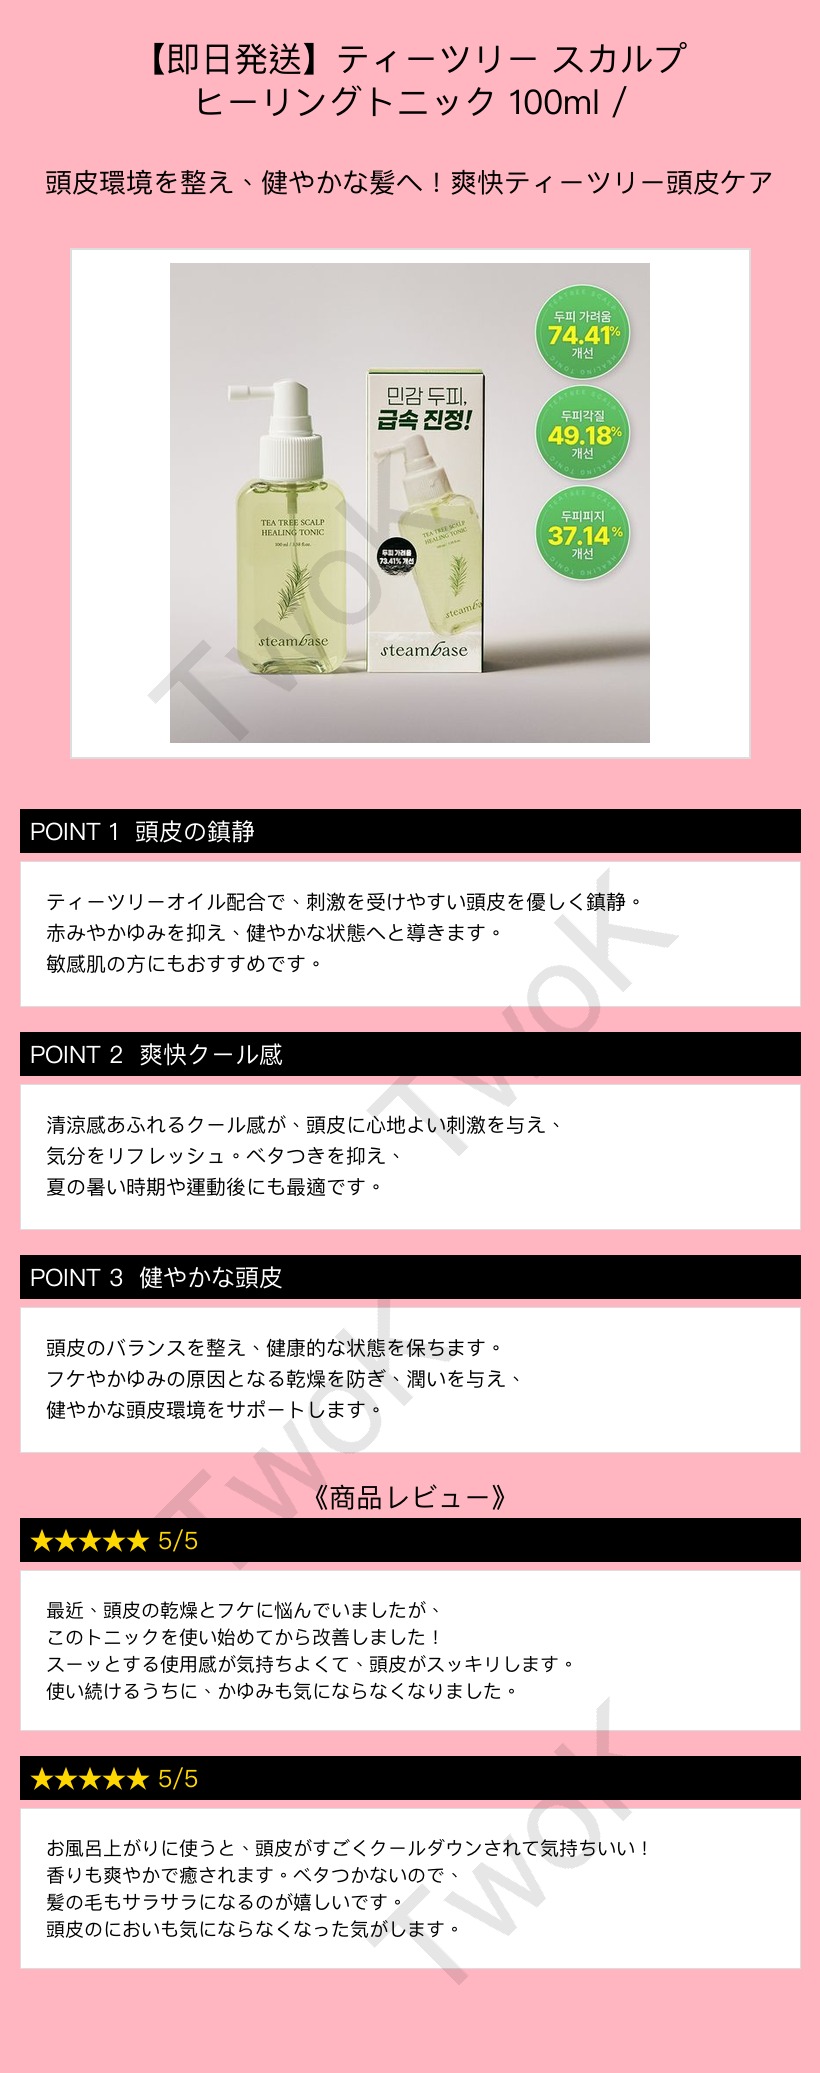 【即日発送】ティーツリー スカルプ
ヒーリングトニック 100ml /
頭皮環境を整え、健やかな髪へ！爽快ティーツリー頭皮ケア
두피 가려움
74.41%
개선
두피각질
49.18%
개선
두피피지
37.14%
개선
TEA TREE SCALP
HEALING TONIC
100 ml / 3.38 fl.oz.
steambase
민감 두피,
급속 진정!
TEA TREE SCALP
HEALING TONIC
두피 가려움
73.41% 개선
steamba
steambase
TwoK
POINT 1 頭皮の鎮静
ティーツリーオイル配合で、刺激を受けやすい頭皮を優しく鎮静。
赤みやかゆみを抑え、健やかな状態へと導きます。
敏感肌の方にもおすすめです。
TwoK
POINT 2 爽快クール感
清涼感あふれるクール感が、頭皮に心地よい刺激を与え、
気分をリフレッシュ。ベタつきを抑え、
夏の暑い時期や運動後にも最適です。
POINT 3 健やかな頭皮
頭皮のバランスを整え、健康的な状態を保ちます。
フケやかゆみの原因となる乾燥を防ぎ、潤いを与え、
健やかな頭皮環境をサポートします。
TwoK
《商品レビュー》
★★★★★ 5/5
最近、頭皮の乾燥とフケに悩んでいましたが、
このトニックを使い始めてから改善しました！
スーッとする使用感が気持ちよくて、頭皮がスッキリします。
使い続けるうちに、かゆみも気にならなくなりました。
★★★★★ 5/5
お風呂上がりに使うと、頭皮がすごくクールダウンされて気持ちいい！
香りも爽やかで癒されます。ベタつかないので、
髪の毛もサラサラになるのが嬉しいです。
頭皮のにおいも気にならなくなった気がします。
TwoK